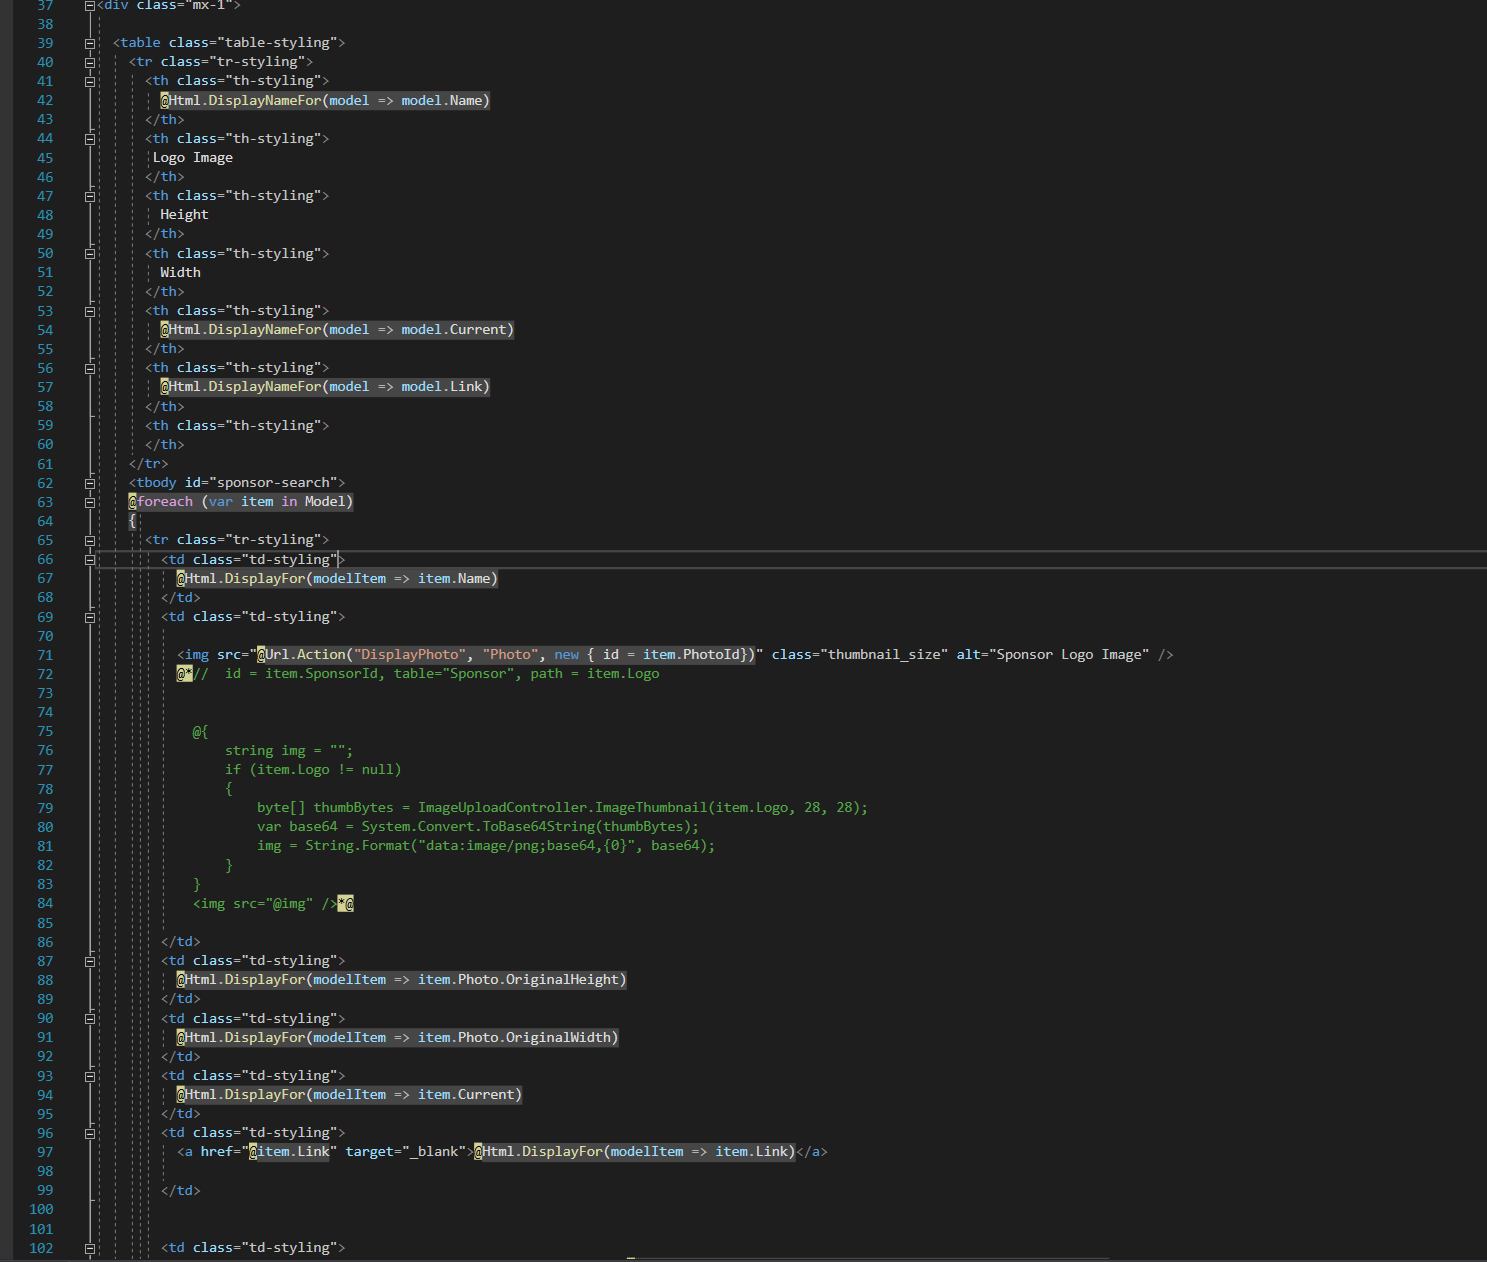 37 <div class="mx-1">
38
39 <table class="table-styling">
40 <tr class="tr-styling">
41 <th class="th-styling">
42 @Html.DisplayNameFor(model => model.Name)
43 </th>
44 <th class="th-styling">
45 Logo Image
46 </th>
47 <th class="th-styling">
48 Height
49 </th>
50 <th class="th-styling">
51 Width
52 </th>
53 <th class="th-styling">
54 @Html.DisplayNameFor(model => model.Current)
55 </th>
56 <th class="th-styling">
57 @Html.DisplayNameFor(model => model.Link)
58 </th>
59 <th class="th-styling">
60 </th>
61 </tr>
62 <tbody id="sponsor-search">
63 @foreach (var item in Model)
64 {
65 <tr class="tr-styling">
66 <td class="td-styling">
67 @Html.DisplayFor(modelItem => item.Name)
68 </td>
69 <td class="td-styling">
70
71 <img src="@Url.Action("DisplayPhoto", "Photo", new { id = item.PhotoId})" class="thumbnail_size" alt="Sponsor Logo Image" />
72 @*// id = item.SponsorId, table="Sponsor", path = item.Logo
73
74
75 @{
76 string img = "";
77 if (item.Logo != null)
78 {
79 byte[] thumbBytes = ImageUploadController.ImageThumbnail(item.Logo, 28, 28);
80 var base64 = System.Convert.ToBase64String(thumbBytes);
81 img = String.Format("data:image/png;base64,{0}", base64);
82 }
83 }
84 <img src="@img" />*@
85
86 </td>
87 <td class="td-styling">
88 @Html.DisplayFor(modelItem => item.Photo.OriginalHeight)
89 </td>
90 <td class="td-styling">
91 @Html.DisplayFor(modelItem => item.Photo.OriginalWidth)
92 </td>
93 <td class="td-styling">
94 @Html.DisplayFor(modelItem => item.Current)
95 </td>
96 <td class="td-styling">
97 <a href="@item.Link" target="_blank">@Html.DisplayFor(modelItem => item.Link)</a>
98
99 </td>
100
101
102 <td class="td-styling">